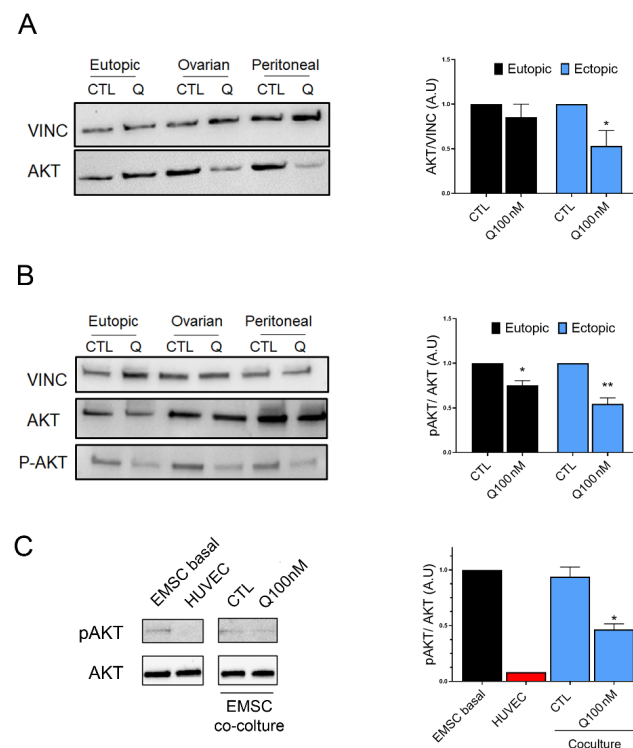 A
Eutopic Ovarian Peritoneal
CTL Q CTL Q CTL Q
VINC
AKT
Eutopic Ectopic
AKT/VINC (A.U)
1.0
0.5
0.0
CTL
Q100nM
CTL
Q100nM
*
B
Eutopic Ovarian Peritoneal
CTL Q CTL Q CTL Q
VINC
AKT
P-AKT
Eutopic Ectopic
pAKT/ AKT (A.U)
1.0
0.5
0.0
*
**
CTL
Q100nM
CTL
Q100nM
C
EMSC basal
HUVEC
CTL
Q100nM
pAKT
AKT
EMSC
co-colture
pAKT/ AKT (A.U)
1.0
0.5
0.0
*
EMSC basal
HUVEC
CTL
Q100nM
Coculture